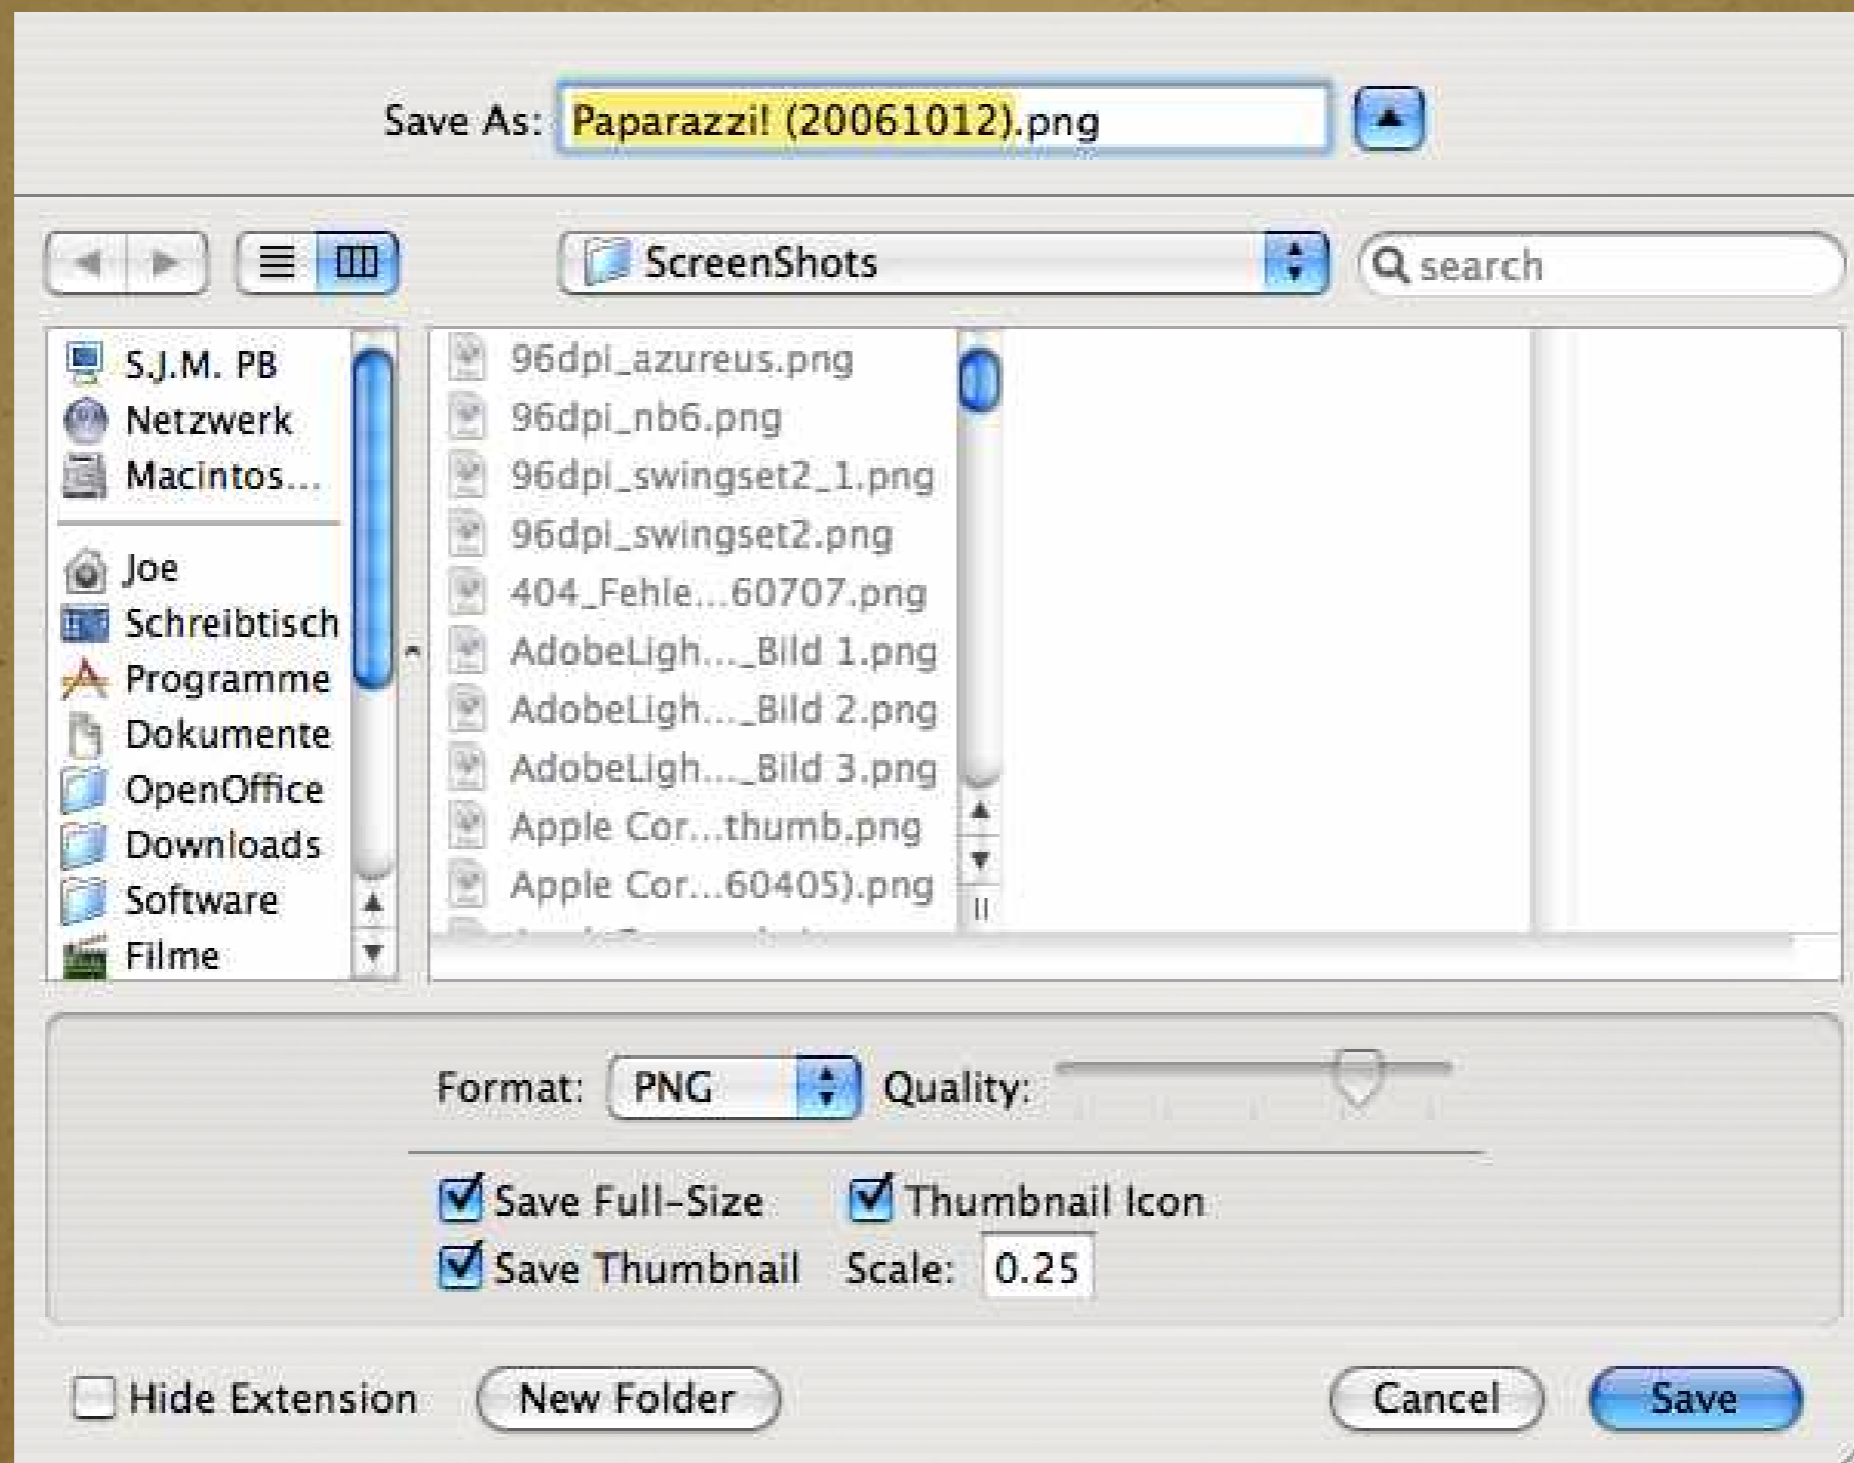 Save As: Paparazzi! (20061012).png
ScreenShots
search
S.J.M. PB
Netzwerk
Macintos...
Joe
Schreibtisch
Programme
Dokumente
OpenOffice
Downloads
Software
Filme
96dpi_azureus.png
96dpi_nb6.png
96dpi_swingset2_1.png
96dpi_swingset2.png
404_Fehle...60707.png
AdobeLigh..._Bild 1.png
AdobeLigh..._Bild 2.png
AdobeLigh..._Bild 3.png
Apple Cor...thumb.png
Apple Cor...60405).png
Format: PNG Quality:
Save Full-Size Thumbnail Icon
Save Thumbnail Scale: 0.25
Hide Extension New Folder Cancel Save